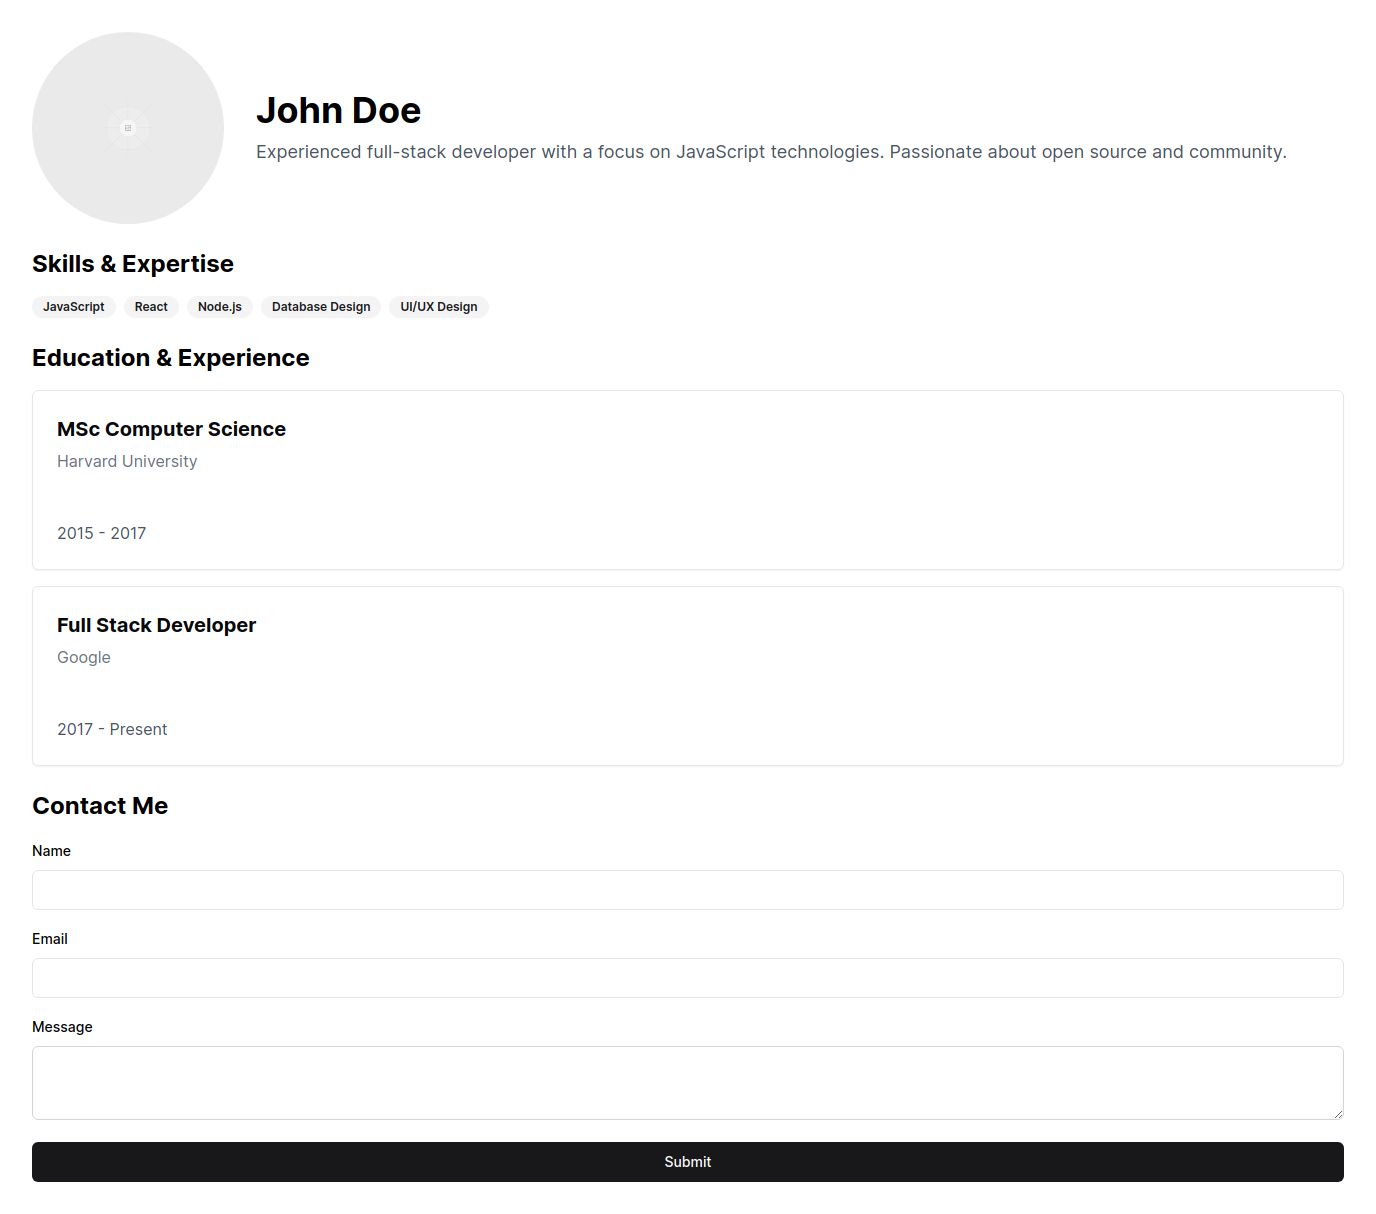 John Doe
Experienced full-stack developer with a focus on JavaScript technologies. Passionate about open source and community.
Skills & Expertise
JavaScript React Node.js Database Design UI/UX Design
Education & Experience
MSc Computer Science
Harvard University
2015 - 2017
Full Stack Developer
Google
2017 - Present
Contact Me
Name
Email
Message
Submit